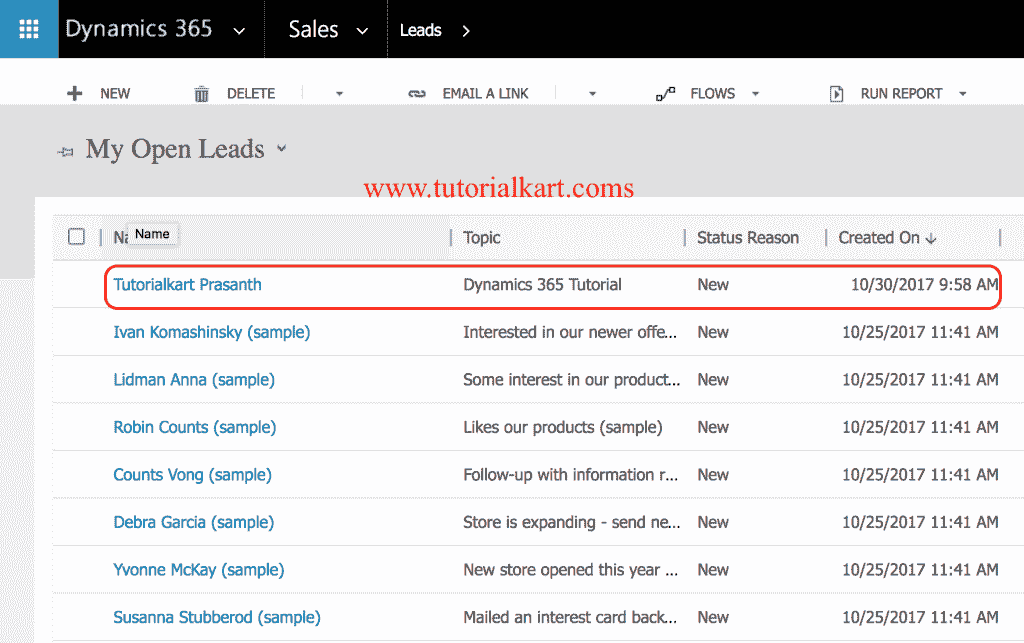 Dynamics 365 Sales Leads
NEW DELETE EMAIL A LINK FLOWS RUN REPORT
My Open Leads
www.tutorialkart.coms
Name Topic Status Reason Created On
Tutorialkart Prasanth Dynamics 365 Tutorial New 10/30/2017 9:58 AM
Ivan Komashinsky (sample) Interested in our newer offe... New 10/25/2017 11:41 AM
Lidman Anna (sample) Some interest in our product... New 10/25/2017 11:41 AM
Robin Counts (sample) Likes our products (sample) New 10/25/2017 11:41 AM
Counts Vong (sample) Follow-up with information r... New 10/25/2017 11:41 AM
Debra Garcia (sample) Store is expanding - send ne... New 10/25/2017 11:41 AM
Yvonne McKay (sample) New store opened this year ... New 10/25/2017 11:41 AM
Susanna Stubberod (sample) Mailed an interest card back... New 10/25/2017 11:41 AM